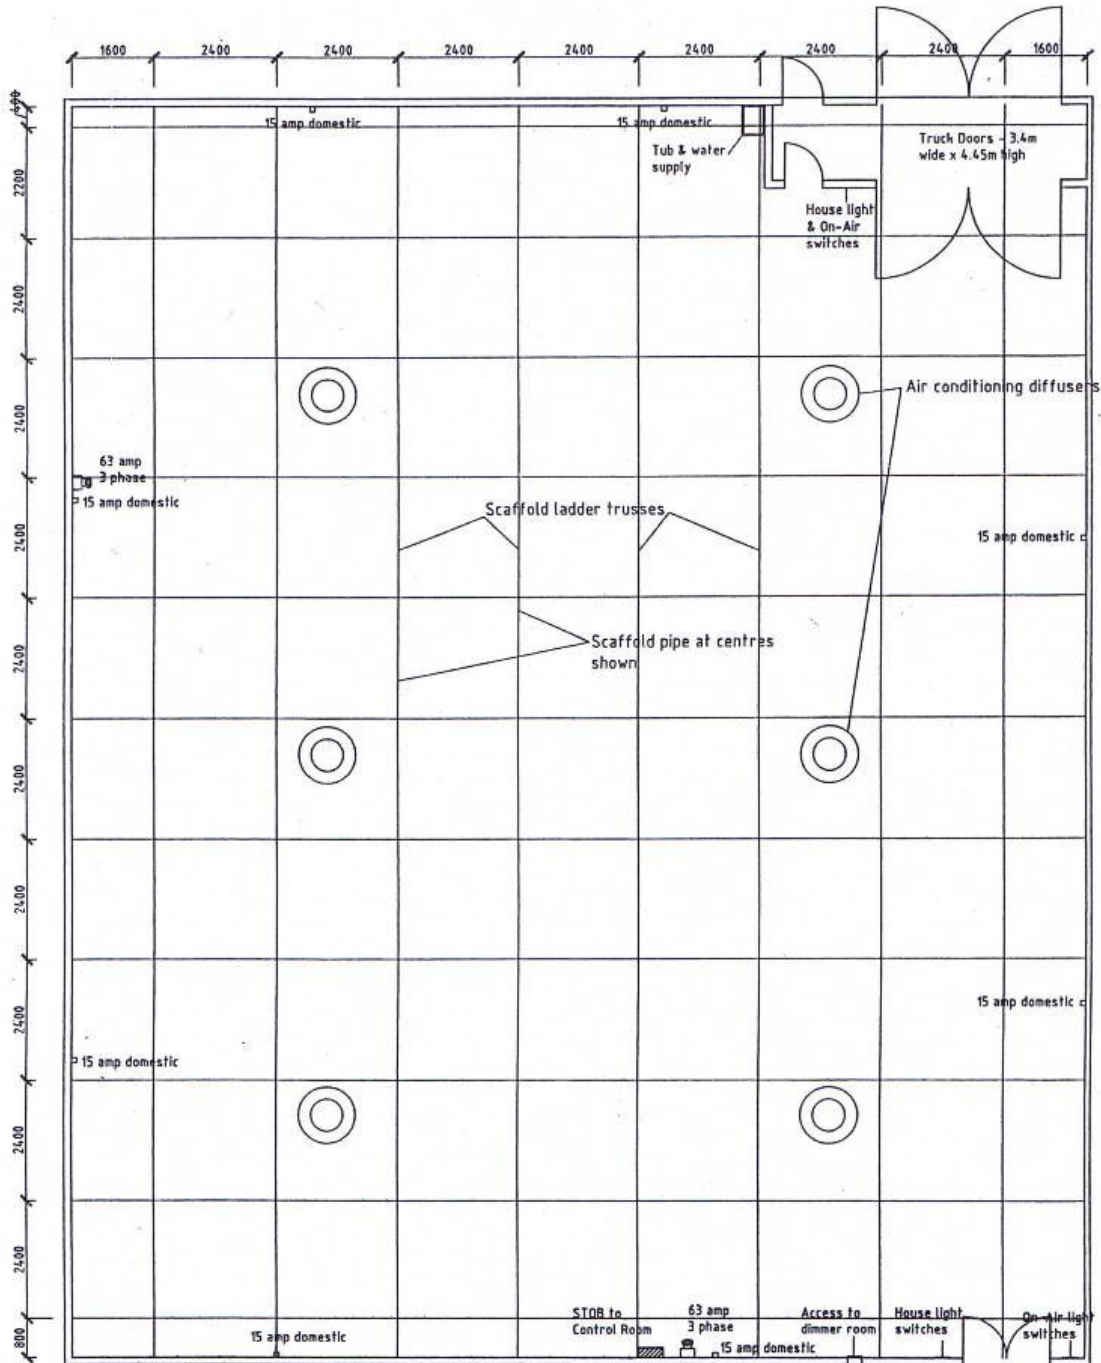 1600 2400 2400 2400 2400 2400 2400 2400 1600
400
15 amp domestic
15 amp domestic
Tub & water
supply
Truck Doors - 3.4m
wide x 4.45m high
2200
House light
& On-Air
switches
2400
Air conditioning diffusers
2400
63 amp
3 phase
15 amp domestic
Scaffold ladder trusses
2400
15 amp domestic
Scaffold pipe at centres
shown
2400
2400
2400
2400
15 amp domestic
15 amp domestic
2400
2400
STOB to
Control Room
63 amp
3 phase
Access to
dimmer room
House light
switches
On-Air light
switches
800
15 amp domestic
15 amp domestic